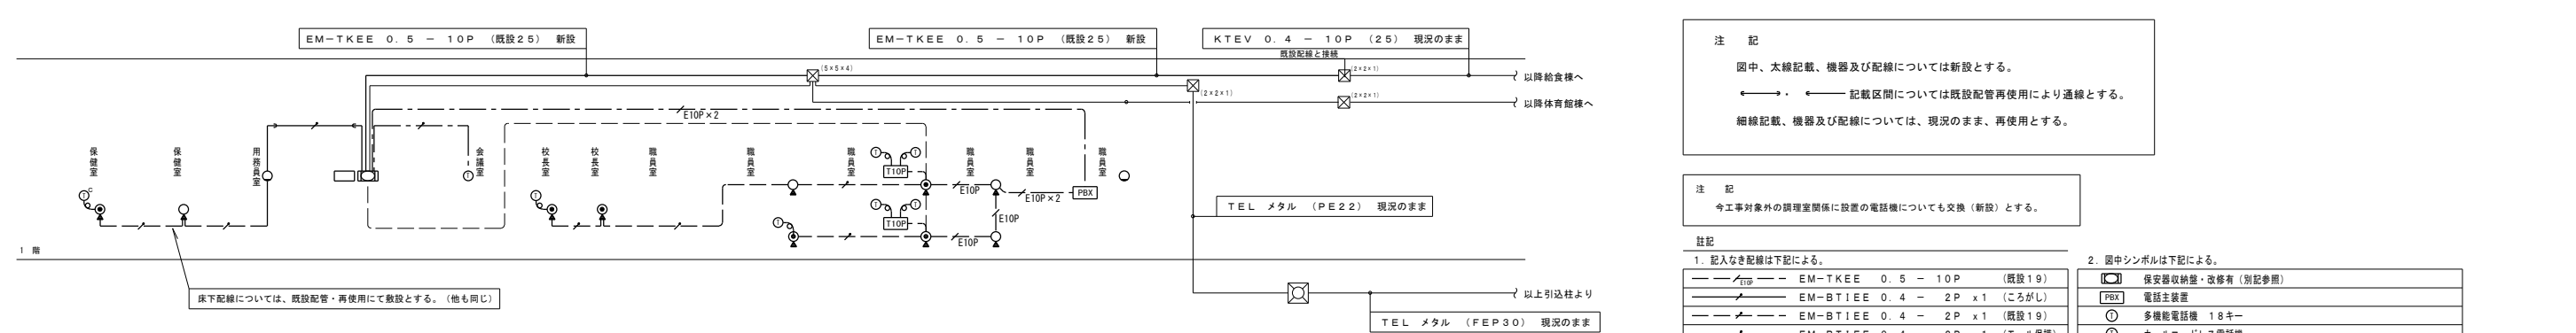 EM－TKEE　０．５　－　１０P　（既設２５）　新設
EM－TKEE　０．５　－　１０P　（既設２５）　新設
KTEV　０．４　－　１０P　（２５）　現況のまま
既設配線と接続
(5×5×4)
(2×2×1)
以降給食棟へ
(2×2×1)
(2×2×1)
以降体育館棟へ
E10P×2
保健室
保健室
用務員室
会議室
校長室
校長室
職員室
職員室
職員室
職員室
職員室
職員室
T
C
T
T
T
T
T10P
E10P
E10P×2
PBX
T
T
T
T10P
E10P
E10P
１　階
TEL　メタル　（PE22）　現況のまま
床下配線については、既設配管・再使用にて敷設とする。（他も同じ）
以上引込柱より
TEL　メタル　（FEP30）　現況のまま
注　記
図中、太線記載、機器及び配線については新設とする。
・　記載区間については既設配管再使用により通線とする。
細線記載、機器及び配線については、現況のまま、再使用とする。
注　記
今工事対象外の調理室関係に設置の電話機についても交換（新設）とする。
註記
１．記入なき配線は下記による。
E10P　EM－TKEE　０．５　－　１０P　（既設19）
EM－BTIEE　０．４　－　２P　x１　（ころがし）
EM－BTIEE　０．４　－　２P　x１　（既設19）
２．図中シンボルは下記による。
保安器収納盤・改修有（別記参照）
PBX　電話主装置
T　多機能電話機　１８キー